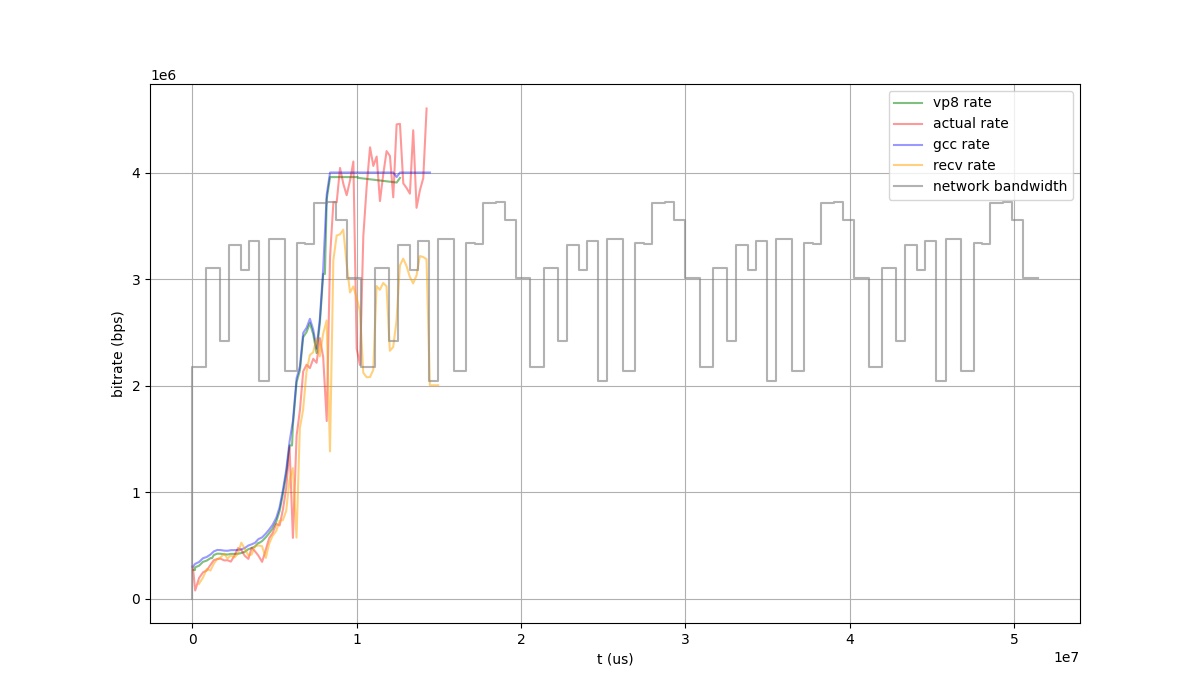 1e6
vp8 rate
actual rate
gcc rate
recv rate
network bandwidth
4
3
2
1
0
bitrate (bps)
0 1 2 3 4 5
t (us)
1e7